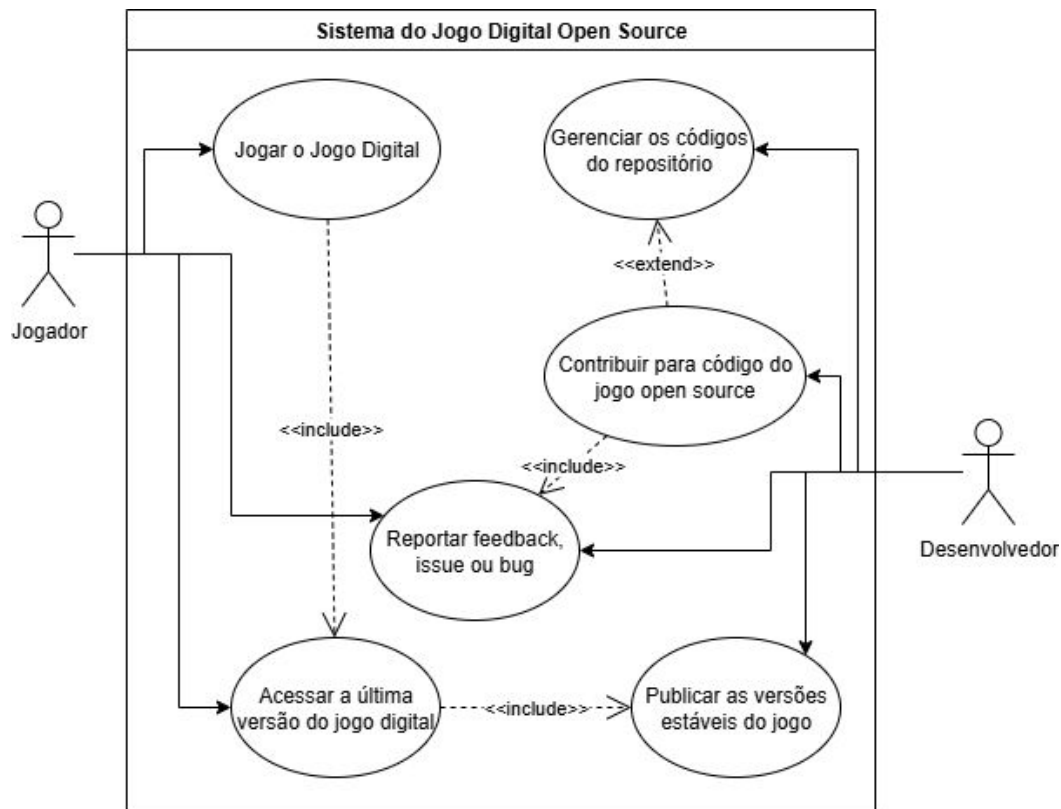 Sistema do Jogo Digital Open Source
Jogar o Jogo Digital
Gerenciar os códigos
do repositório
<<extend>>
Jogador
Contribuir para código do
jogo open source
<<include>>
<<include>>
Reportar feedback,
issue ou bug
Desenvolvedor
Acessar a última
versão do jogo digital
<<include>>
Publicar as versões
estáveis do jogo